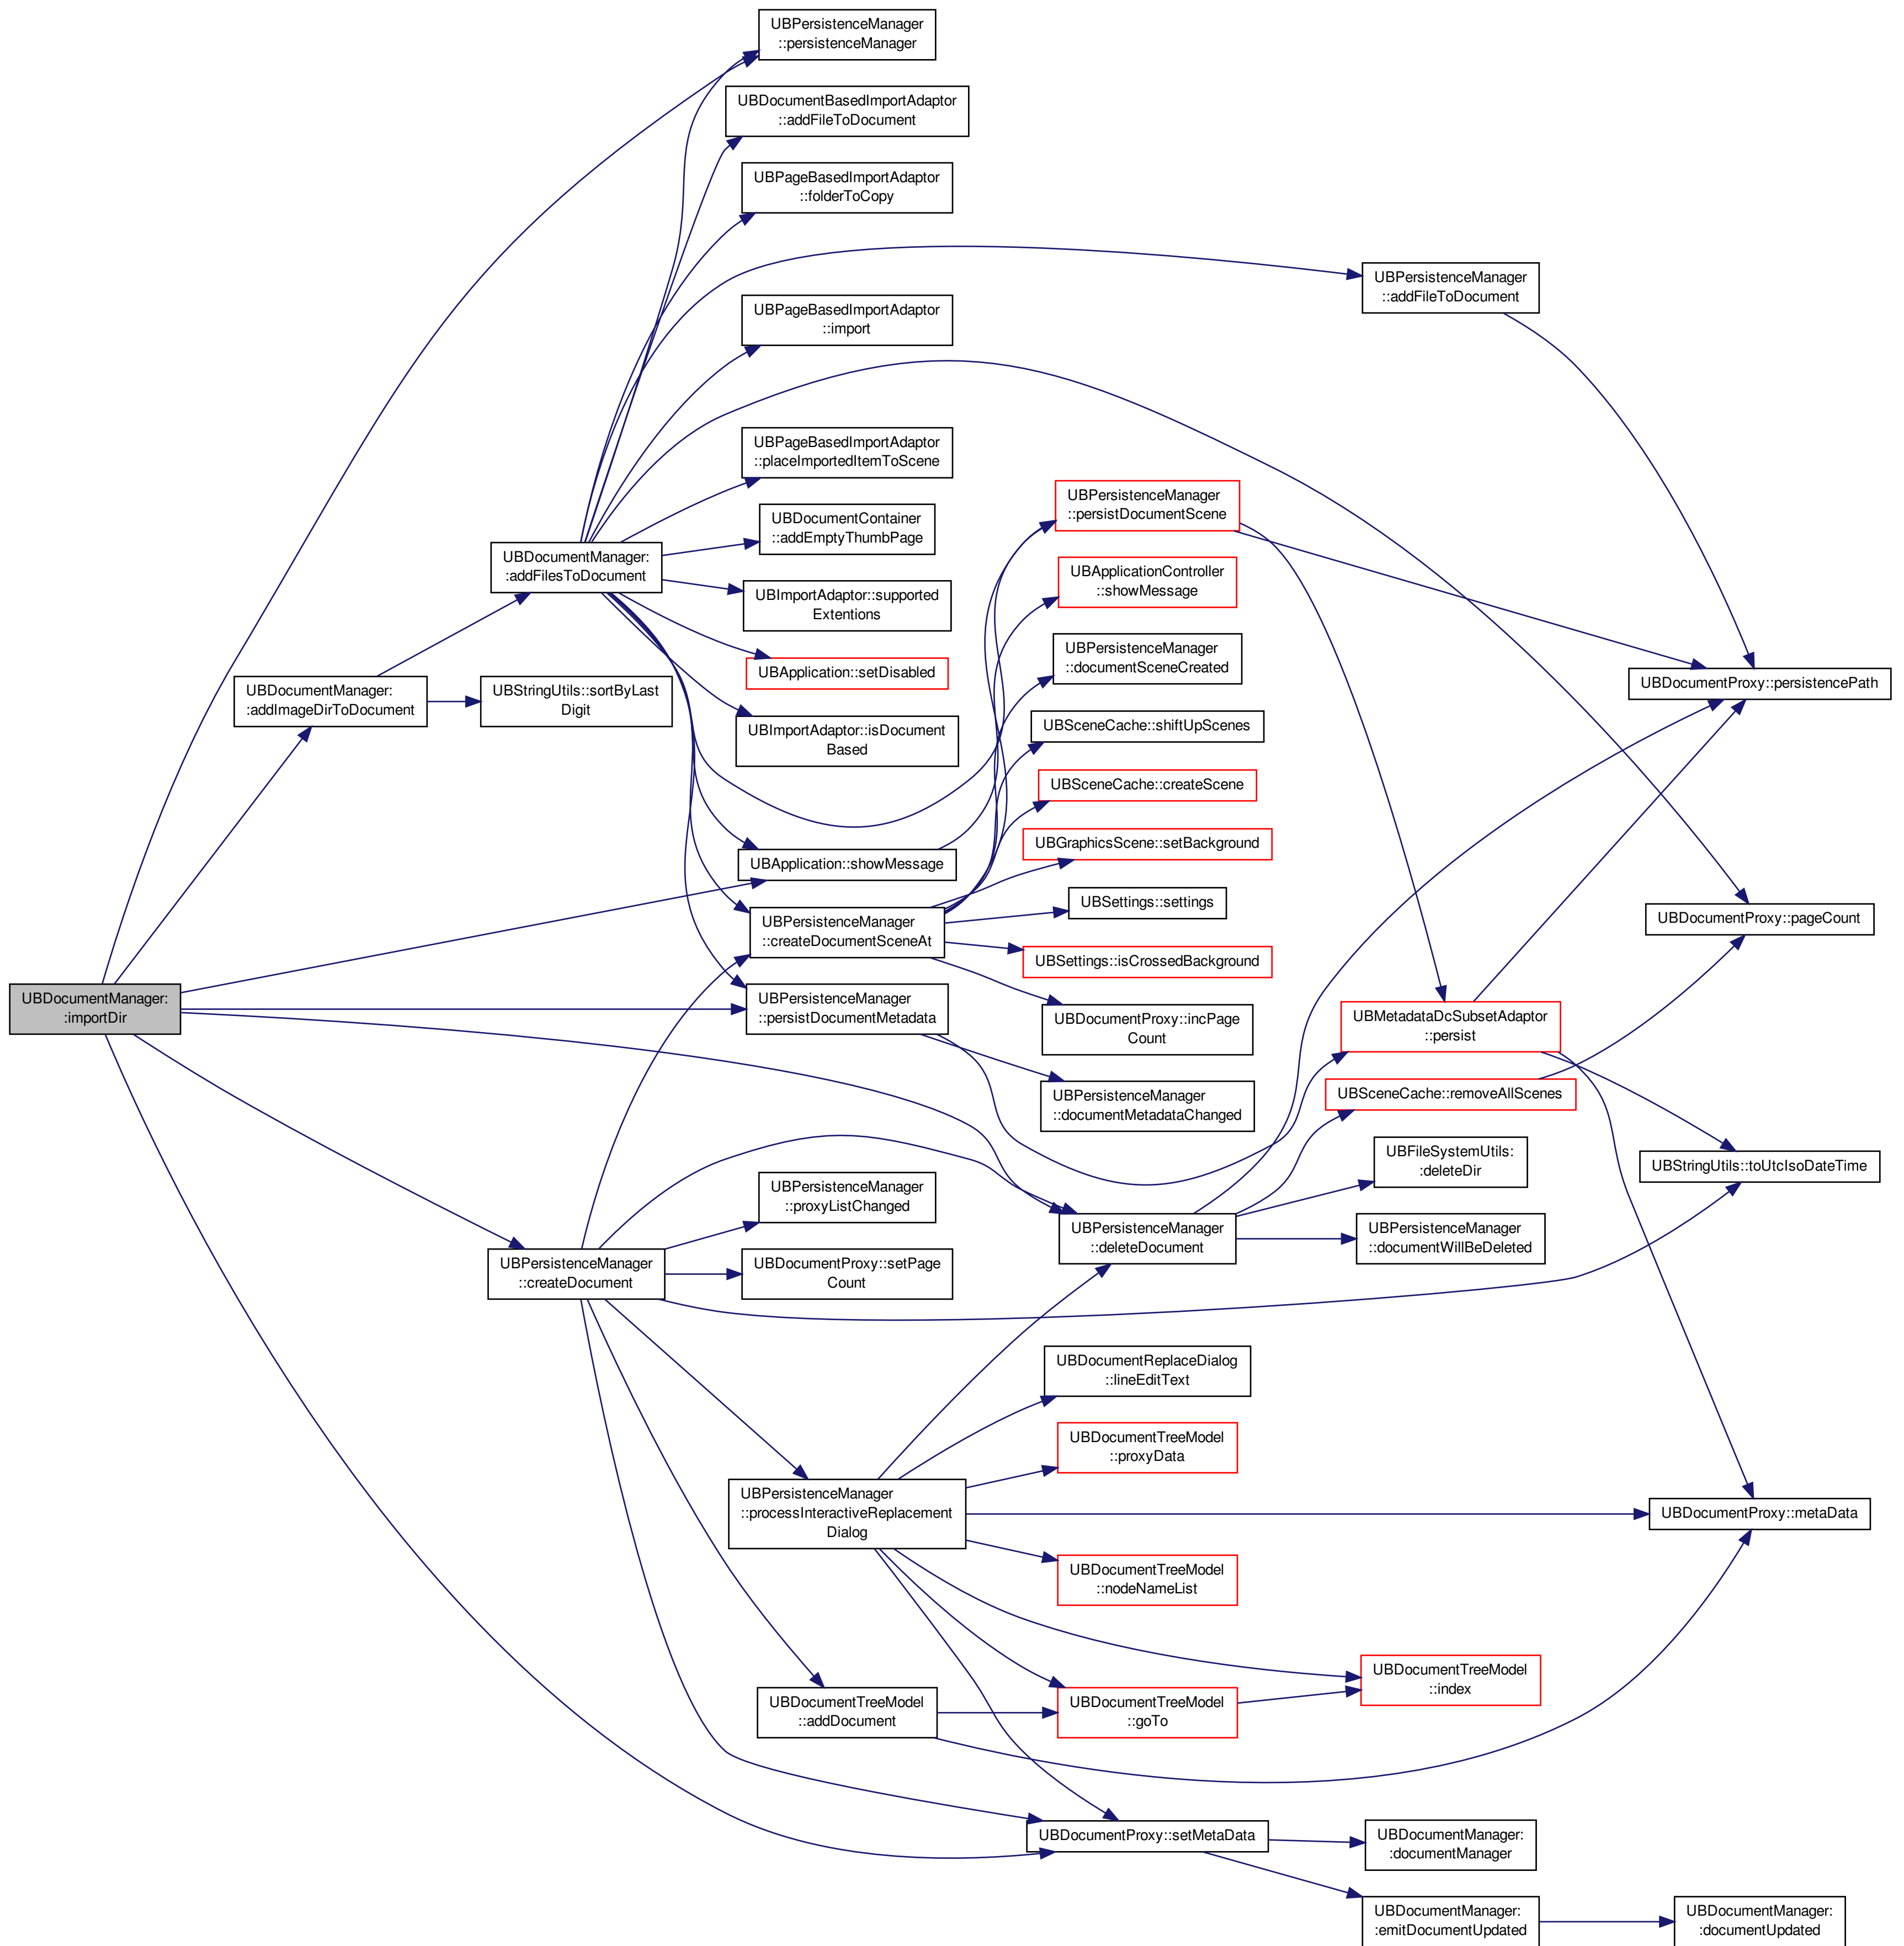 UBPersistenceManager
::persistenceManager
UBDocumentBasedImportAdaptor
::addFileToDocument
UBPageBasedImportAdaptor
::folderToCopy
UBPersistenceManager
::addFileToDocument
UBPageBasedImportAdaptor
::import
UBPageBasedImportAdaptor
::placeImportedItemToScene
UBPersistenceManager
::persistDocumentScene
UBDocumentContainer
::addEmptyThumbPage
UBDocumentManager:
:addFilesToDocument
UBApplicationController
::showMessage
UBImportAdaptor::supported
Extentions
UBPersistenceManager
::documentSceneCreated
UBApplication::setDisabled
UBDocumentProxy::persistencePath
UBDocumentManager:
:addImageDirToDocument
UBStringUtils::sortByLast
Digit
UBImportAdaptor::isDocument
Based
UBSceneCache::shiftUpScenes
UBSceneCache::createScene
UBGraphicsScene::setBackground
UBApplication::showMessage
UBSettings::settings
UBDocumentProxy::pageCount
UBPersistenceManager
::createDocumentSceneAt
UBSettings::isCrossedBackground
UBDocumentManager:
:importDir
UBPersistenceManager
::persistDocumentMetadata
UBDocumentProxy::incPage
Count
UBMetadataDcSubsetAdaptor
::persist
UBPersistenceManager
::documentMetadataChanged
UBSceneCache::removeAllScenes
UBFileSystemUtils:
:deleteDir
UBStringUtils::toUtcIsoDateTime
UBPersistenceManager
::proxyListChanged
UBPersistenceManager
::deleteDocument
UBPersistenceManager
::documentWillBeDeleted
UBPersistenceManager
::createDocument
UBDocumentProxy::setPage
Count
UBDocumentReplaceDialog
::lineEditText
UBDocumentTreeModel
::proxyData
UBPersistenceManager
::processInteractiveReplacement
Dialog
UBDocumentProxy::metaData
UBDocumentTreeModel
::nodeNameList
UBDocumentTreeModel
::index
UBDocumentTreeModel
::addDocument
UBDocumentTreeModel
::goTo
UBDocumentProxy::setMetaData
UBDocumentManager:
:documentManager
UBDocumentManager:
:emitDocumentUpdated
UBDocumentManager:
:documentUpdated